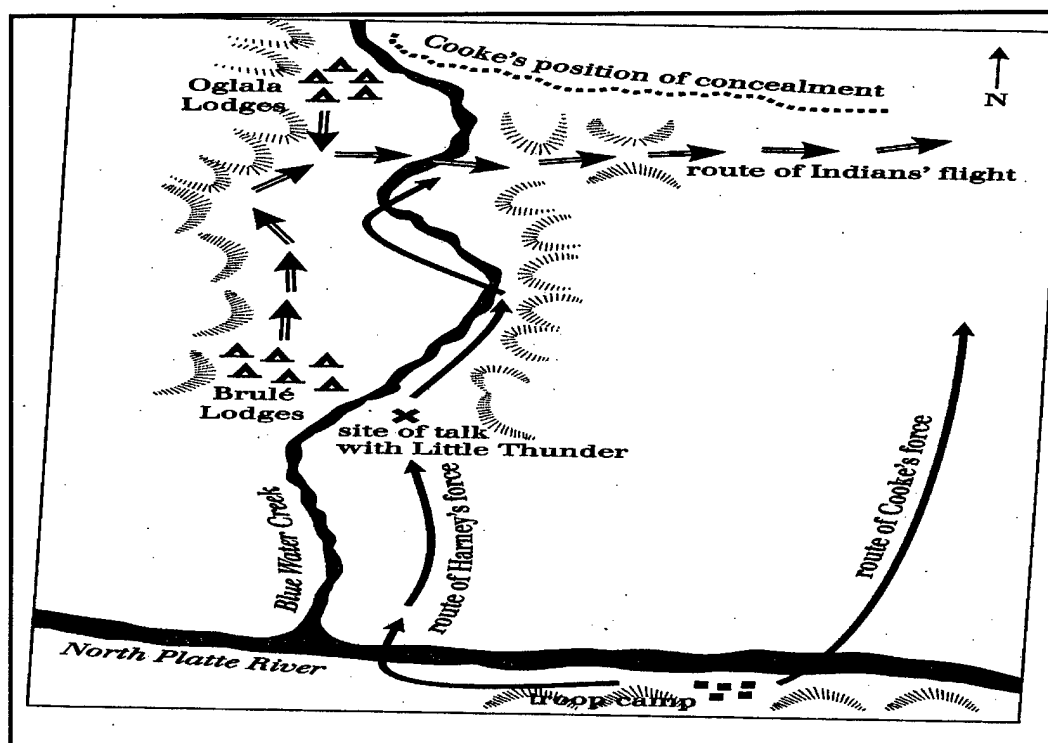 Cooke's position of concealment
N
Oglala
Lodges
route of Indians' flight
Brulé
Lodges
site of talk
with Little Thunder
route of Harney's force
route of Cooke's force
Blue Water Creek
North Platte River
troop camp